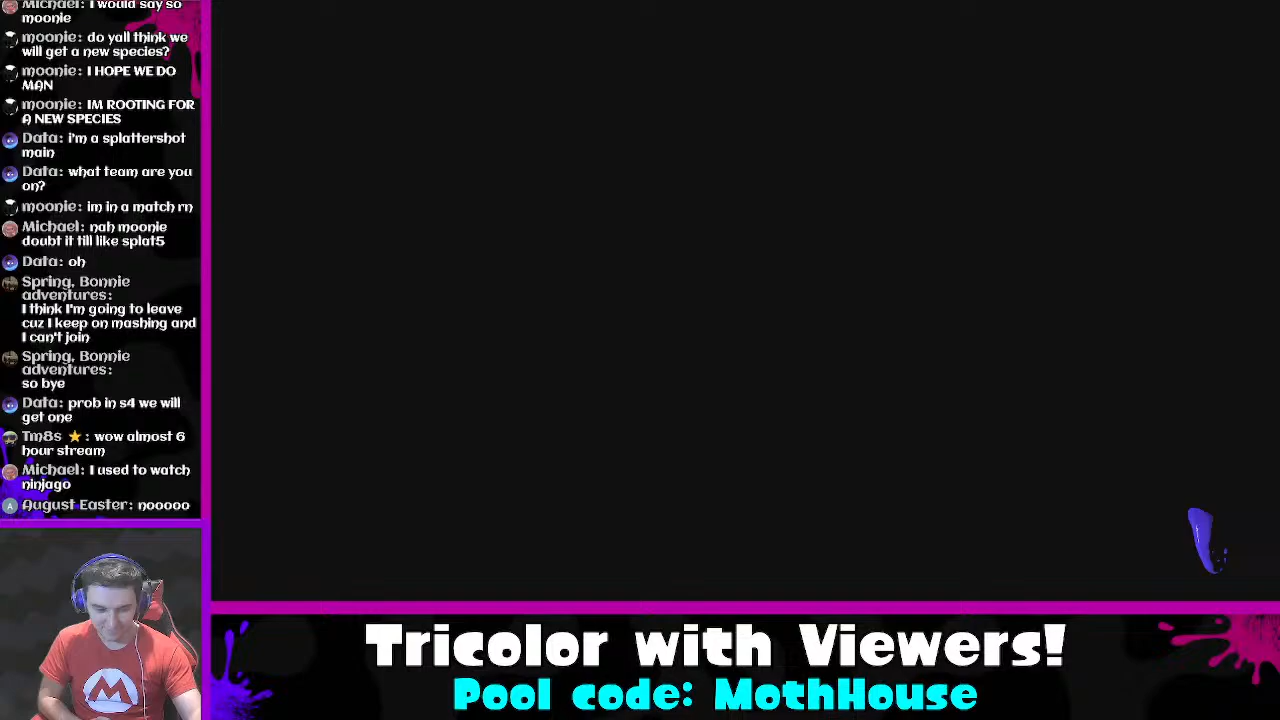 Michael: I would say so
moonie
moonie: do yall think we
will get a new species?
moonie: I HOPE WE DO
MAN
moonie: IM ROOTING FOR
A NEW SPECIES
Data: i'm a splattershot
main
Data: what team are you
on?
moonie: im in a match rn
Michael: nah moonie
doubt it till like splat5
Data: oh
Spring, Bonnie
adventures:
I think I'm going to leave
cuz I keep on mashing and
I can't join
Spring, Bonnie
adventures:
so bye
Data: prob in s4 we will
get one
Tm8s ⭐: wow almost 6
hour stream
Michael: I used to watch
ninjago
A August Easter: nooooo
M
Tricolor with Viewers!
Pool code: MothHouse